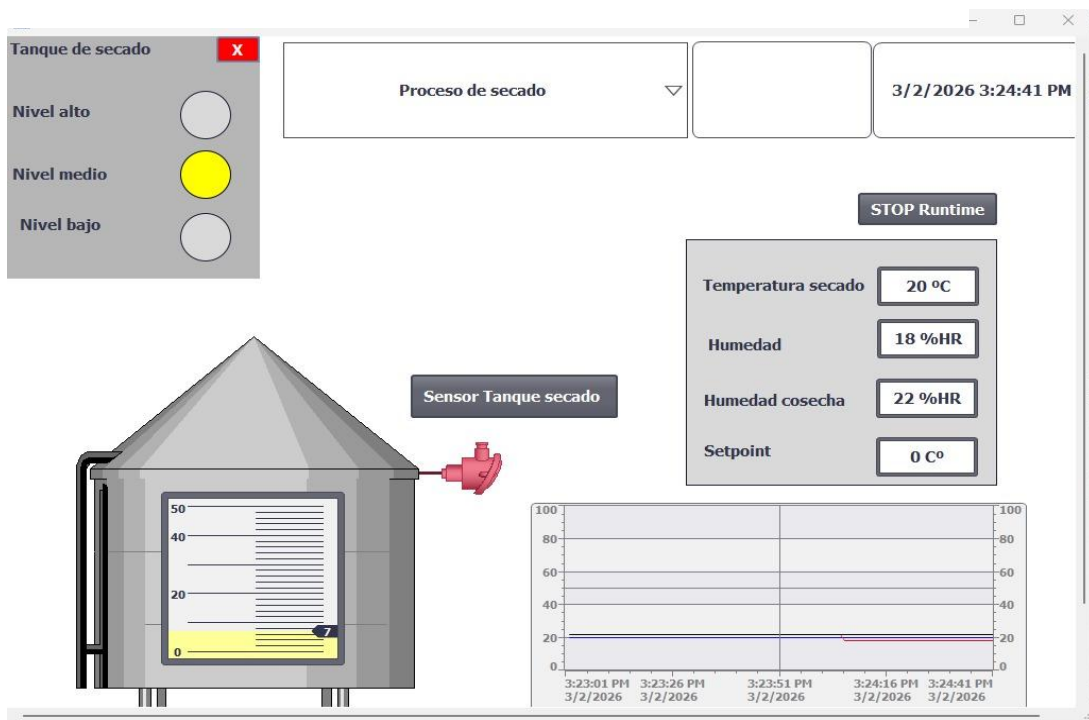 Tanque de secado
X
Nivel alto
Nivel medio
Nivel bajo
Proceso de secado
3/2/2026 3:24:41 PM
STOP Runtime
Temperatura secado
20 ºC
Humedad
18 %HR
Humedad cosecha
22 %HR
Setpoint
0 Cº
Sensor Tanque secado
50
40
20
7
0
100
80
60
40
20
0
100
80
60
40
20
0
3:23:01 PM 3:23:26 PM 3:23:51 PM 3:24:16 PM 3:24:41 PM
3/2/2026 3/2/2026 3/2/2026 3/2/2026 3/2/2026